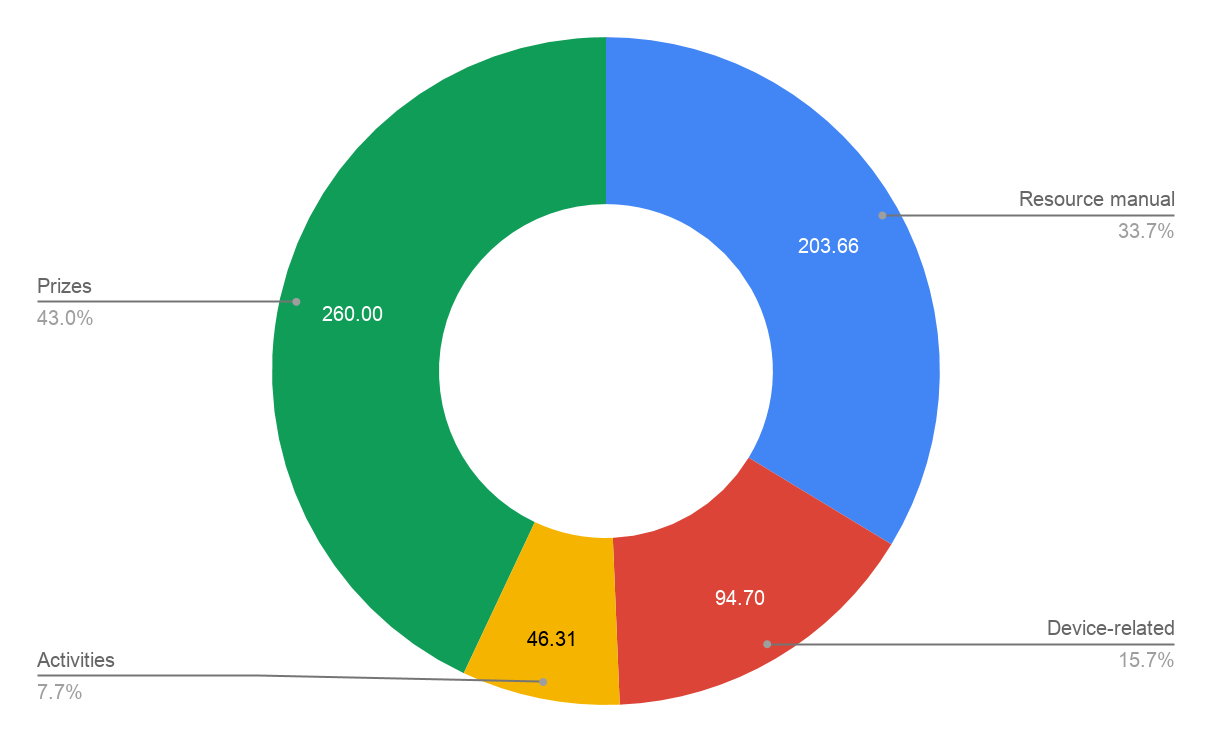 Resource manual
33.7%
203.66
Prizes
43.0%
260.00
94.70
Device-related
15.7%
46.31
Activities
7.7%